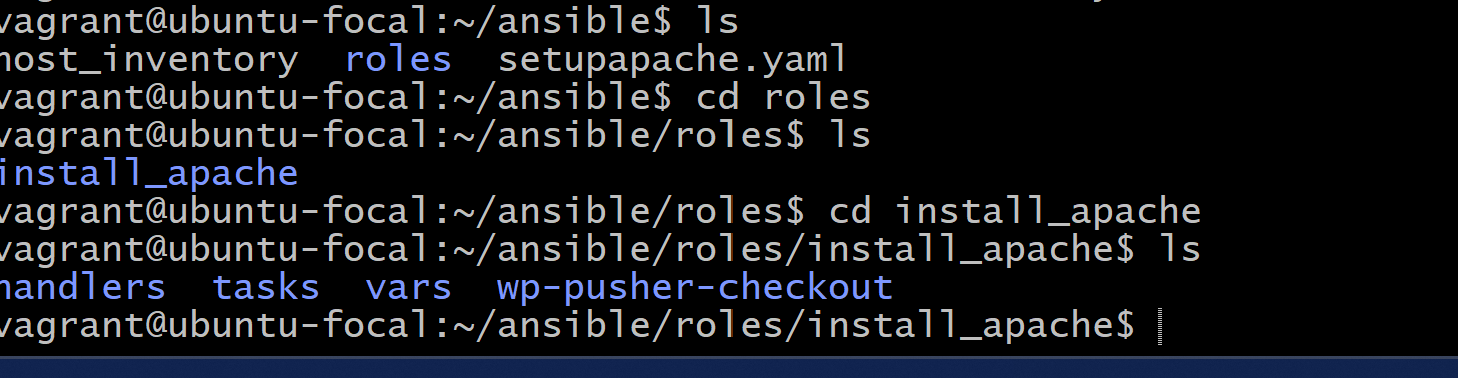 vagrant@ubuntu-focal:~/ansible$ ls
host_inventory  roles  setupapache.yaml
vagrant@ubuntu-focal:~/ansible$ cd roles
vagrant@ubuntu-focal:~/ansible/roles$ ls
install_apache
vagrant@ubuntu-focal:~/ansible/roles$ cd install_apache
vagrant@ubuntu-focal:~/ansible/roles/install_apache$ ls
handlers  tasks  vars  wp-pusher-checkout
vagrant@ubuntu-focal:~/ansible/roles/install_apache$